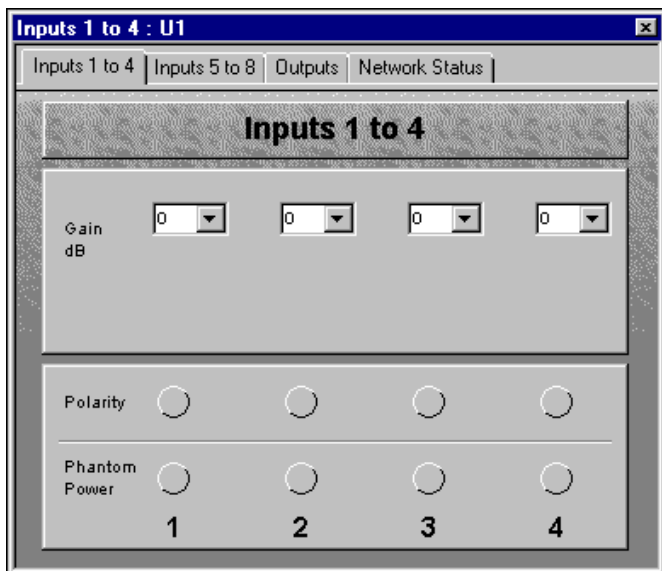 Inputs 1 to 4 : U1
Inputs 1 to 4 Inputs 5 to 8 Outputs Network Status
Inputs 1 to 4
Gain dB
0 0 0 0
Polarity
Phantom Power
1 2 3 4